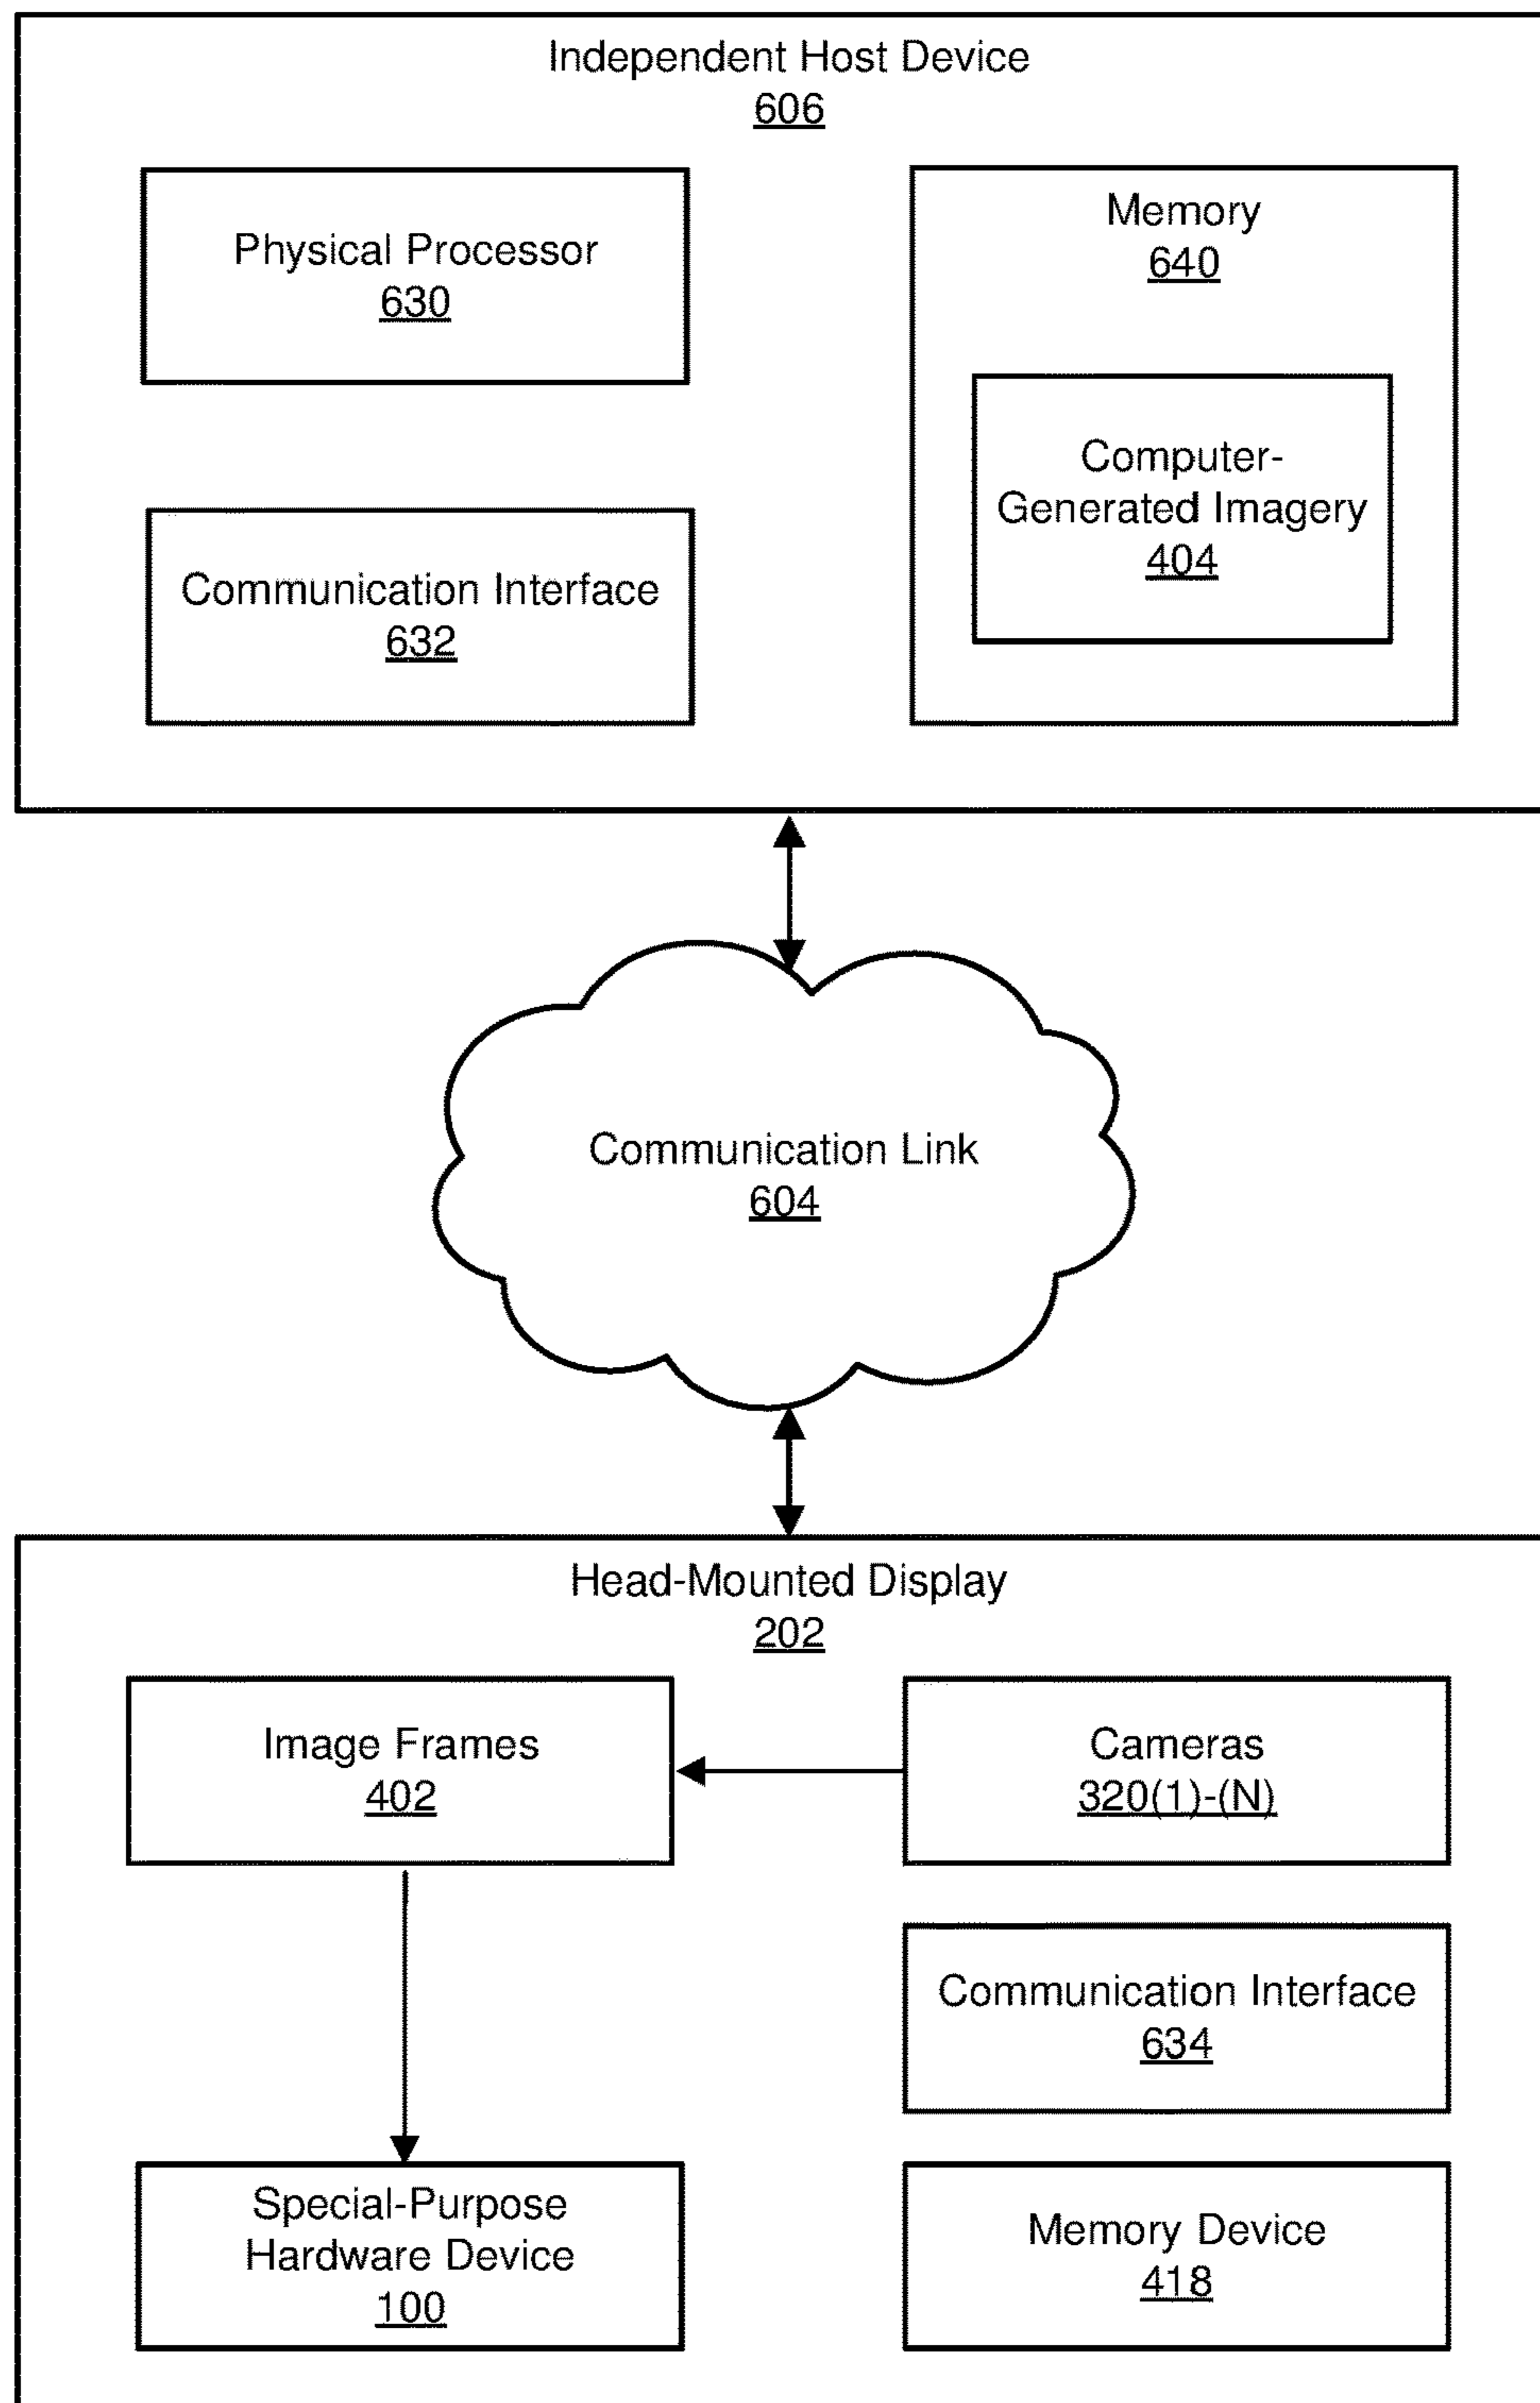 Independent Host Device
606
Physical Processor
630
Memory
640
Computer-
Generated Imagery
404
Communication Interface
632
Communication Link
604
Head-Mounted Display
202
Image Frames
402
Cameras
320(1)-(N)
Communication Interface
634
Special-Purpose
Hardware Device
100
Memory Device
418